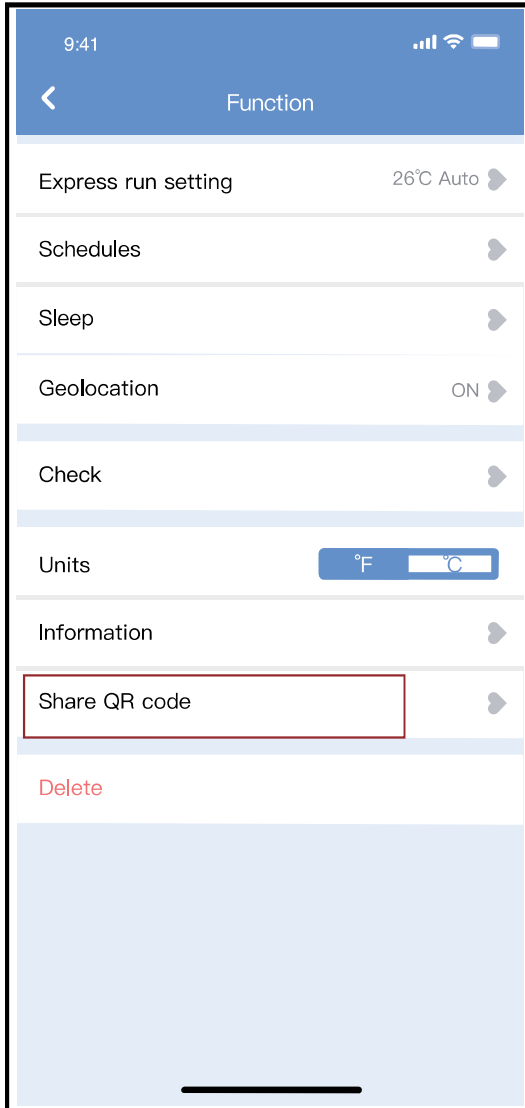 9:41
Function
Express run setting 26℃ Auto
Schedules
Sleep
Geolocation ON
Check
Units ℉ ℃
Information
Share QR code
Delete